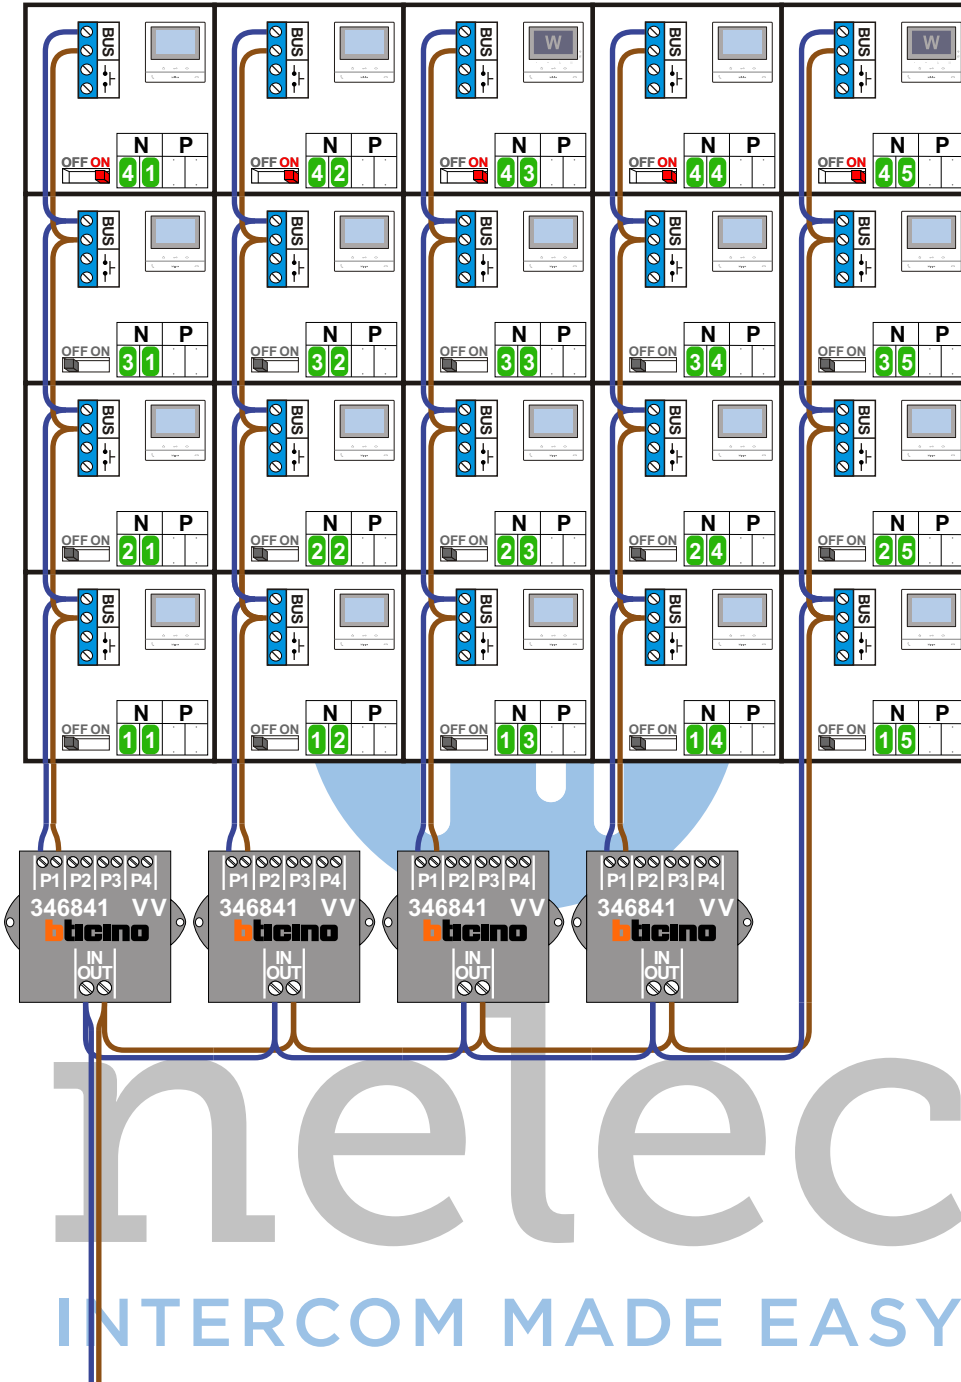 BUS BUS BUS W BUS BUS W
N P N P N P N P N P
OFF ON 4 1 OFF ON 4 2 OFF ON 4 3 OFF ON 4 4 OFF ON 4 5
BUS BUS BUS BUS BUS
N P N P N P N P N P
OFF ON 3 1 OFF ON 3 2 OFF ON 3 3 OFF ON 3 4 OFF ON 3 5
BUS BUS BUS BUS BUS
N P N P N P N P N P
OFF ON 2 1 OFF ON 2 2 OFF ON 2 3 OFF ON 2 4 OFF ON 2 5
BUS BUS BUS BUS BUS
N P N P N P N P N P
OFF ON 1 1 OFF ON 1 2 OFF ON 1 3 OFF ON 1 4 OFF ON 1 5
P1 P2 P3 P4 P1 P2 P3 P4 P1 P2 P3 P4 P1 P2 P3 P4
346841 VV 346841 VV 346841 VV 346841 VV
bticino bticino bticino bticino
IN IN IN IN
OUT OUT OUT OUT
nelec
INTERCOM MADE EASY